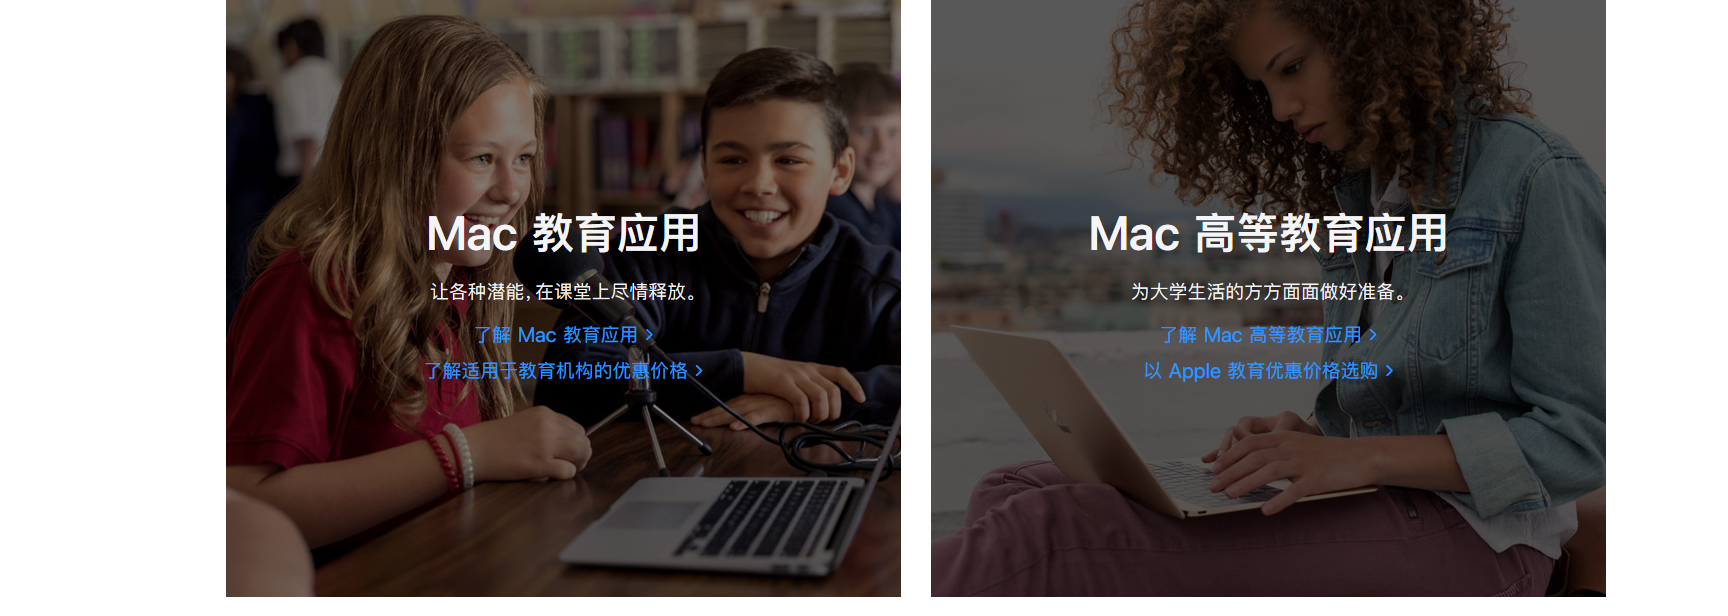 Mac 教育应用
让各种潜能，在课堂上尽情释放。
了解 Mac 教育应用 >
了解适用于教育机构的优惠价格 >
Mac 高等教育应用
为大学生活的方方面面做好准备。
了解 Mac 高等教育应用 >
以 Apple 教育优惠价格选购 >